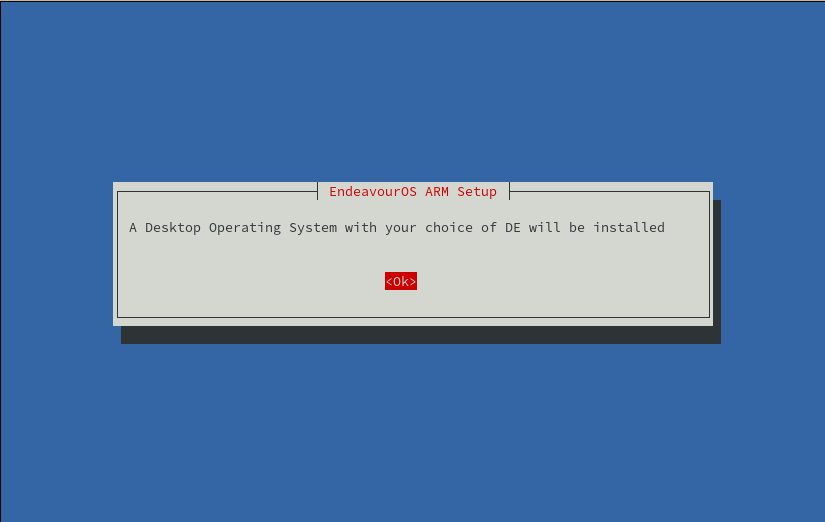 EndeavourOS ARM Setup
A Desktop Operating System with your choice of DE will be installed
<Ok>